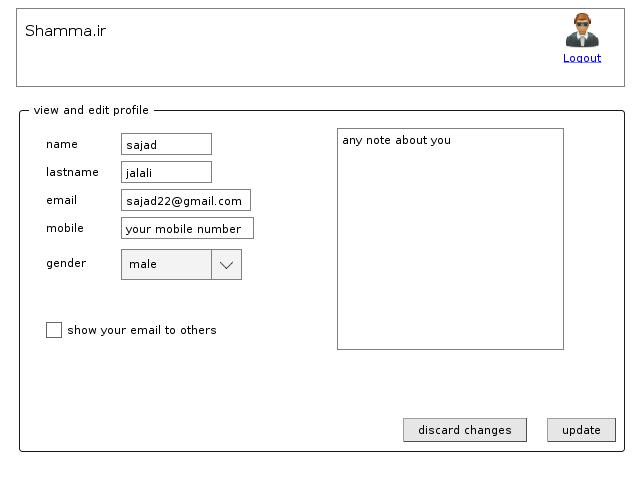 Shamma.ir
Logout
view and edit profile
name
sajad
any note about you
lastname
jalali
email
sajad22@gmail.com
mobile
your mobile number
gender
male
show your email to others
discard changes
update